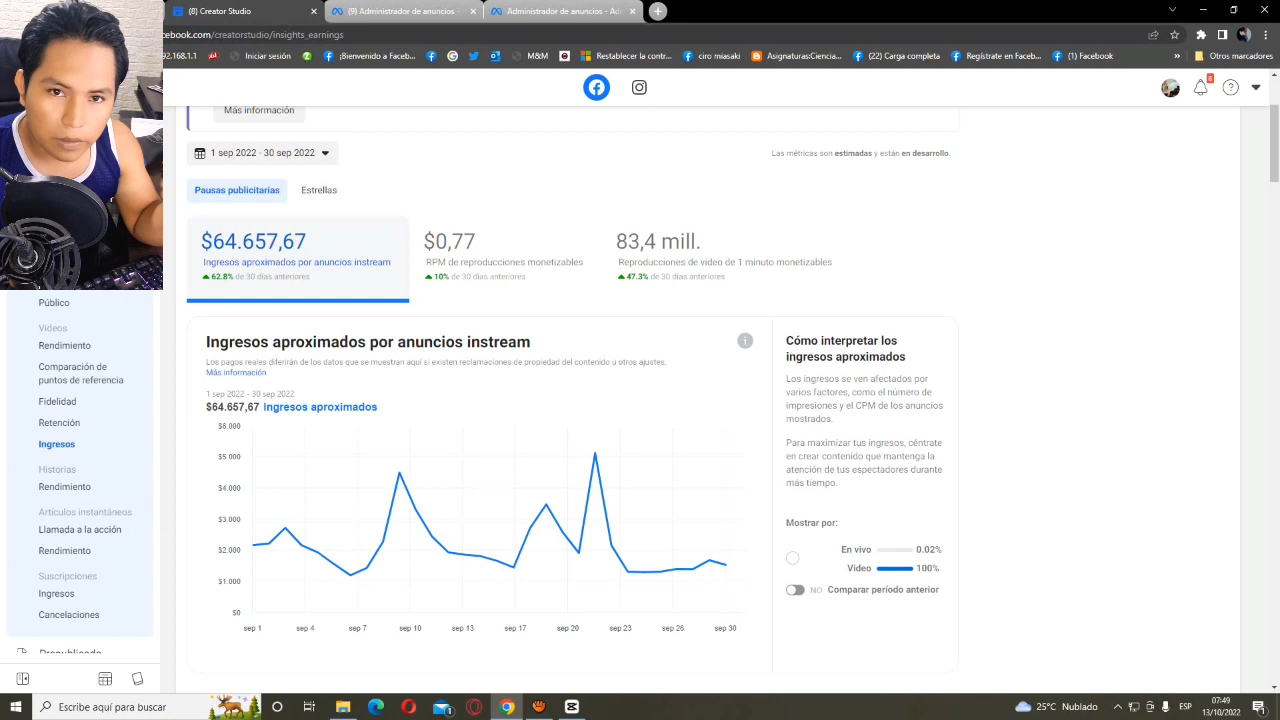 (8) Creator Studio
(9) Administrador de anuncios -
Administrador de anuncios - Ad
ebook.com/creatorstudio/insights_earnings
92.168.1.1
Iniciar sesión
¡Bienvenido a Faceb...
M&M
Restablecer la contr...
ciro miasaki
AsignaturasCiencia...
(22) Carga completa
Regístrate en Faceb...
(1) Facebook
»
Otros marcadores
Más información
1 sep 2022 - 30 sep 2022
Las métricas son estimadas y están en desarrollo.
Pausas publicitarias
Estrellas
$64.657,67
Ingresos aproximados por anuncios instream
62.8% de 30 días anteriores
$0,77
RPM de reproducciones monetizables
10% de 30 días anteriores
83,4 mill.
Reproducciones de video de 1 minuto monetizables
47.3% de 30 días anteriores
Público
Videos
Rendimiento
Comparación de
puntos de referencia
Fidelidad
Retención
Ingresos
Historias
Rendimiento
Artículos instantáneos
Llamada a la acción
Rendimiento
Suscripciones
Ingresos
Cancelaciones
Prepublicado
Ingresos aproximados por anuncios instream
Los pagos reales diferirán de los datos que se muestran aquí si existen reclamaciones de propiedad del contenido u otros ajustes.
Más información
1 sep 2022 - 30 sep 2022
$64.657,67 Ingresos aproximados
$6.000
$5 000
$4.000
$3.000
$2.000
$1.000
$0
sep 1
sep 4
sep 7
sep 10
sep 13
sep 17
sep 20
sep 23
sep 26
sep 30
Cómo interpretar los
ingresos aproximados
Los ingresos se ven afectados por
varios factores, como el número de
impresiones y el CPM de los anuncios
mostrados.
Para maximizar tus ingresos, céntrate
en crear contenido que mantenga la
atención de tus espectadores durante
más tiempo.
Mostrar por:
En vivo 0.02%
Video 100%
NO Comparar período anterior
Escribe aquí para buscar
25°C Nublado
ESP
07:49
13/10/2022